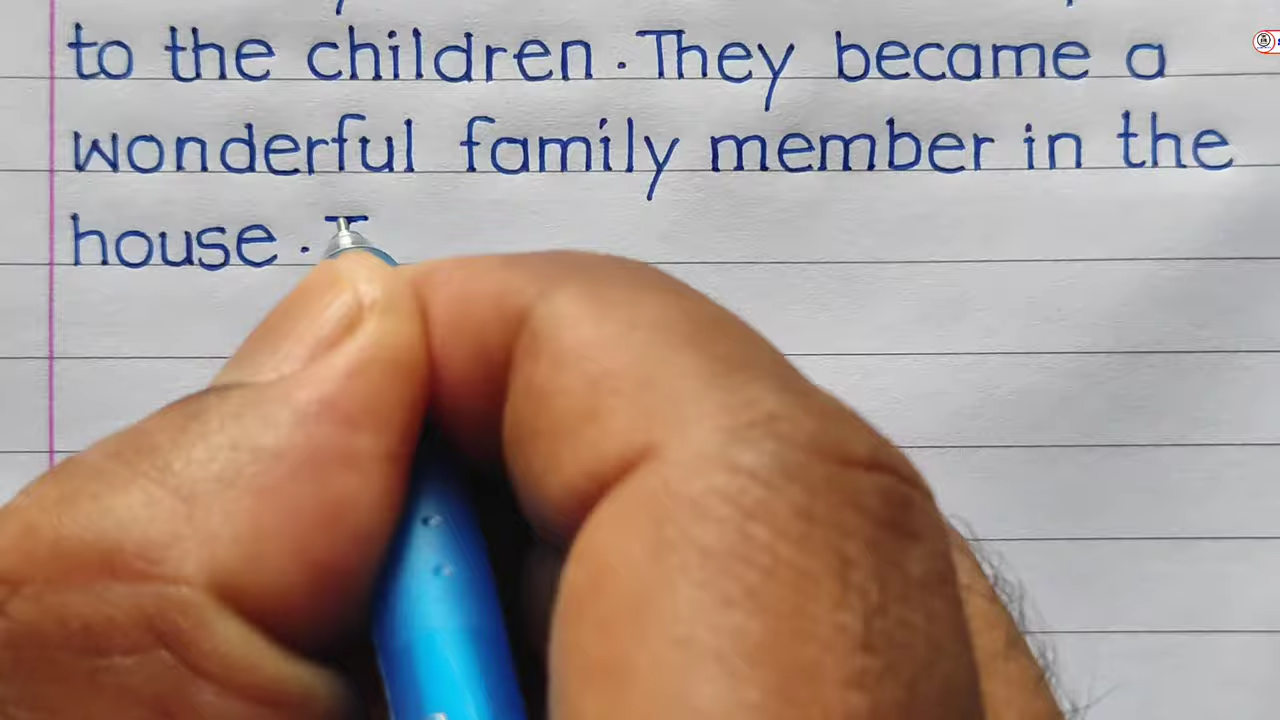 to the children. They became a
wonderful family member in the
house. T